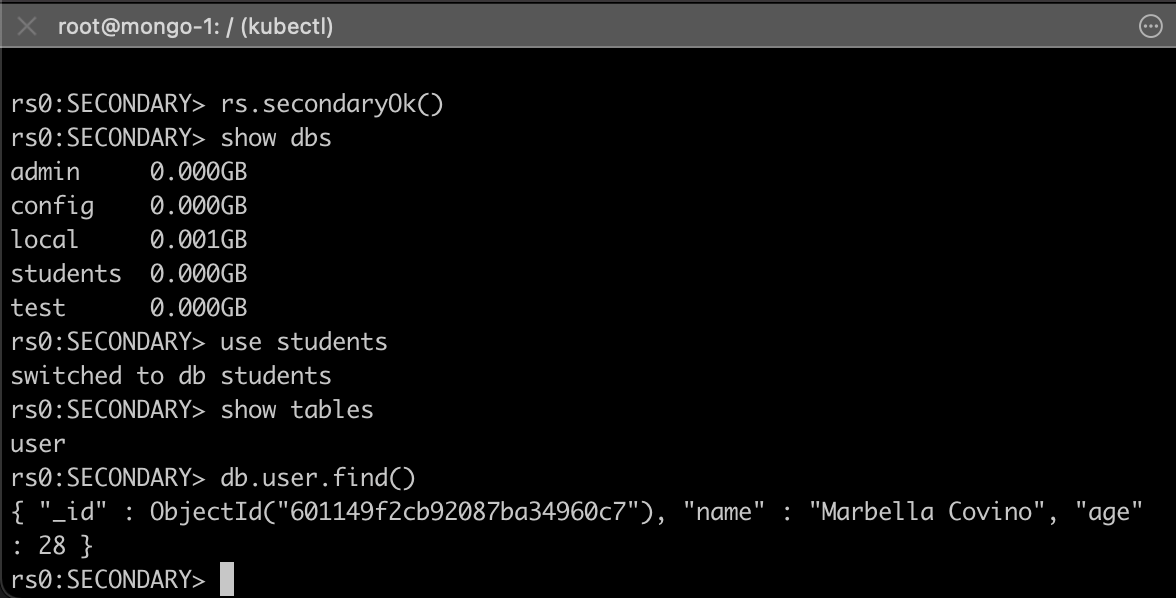 root@mongo-1: / (kubectl)
rs0:SECONDARY> rs.secondaryOk()
rs0:SECONDARY> show dbs
admin     0.000GB
config    0.000GB
local     0.001GB
students  0.000GB
test      0.000GB
rs0:SECONDARY> use students
switched to db students
rs0:SECONDARY> show tables
user
rs0:SECONDARY> db.user.find()
{ "_id" : ObjectId("601149f2cb92087ba34960c7"), "name" : "Marbella Covino", "age"
: 28 }
rs0:SECONDARY>